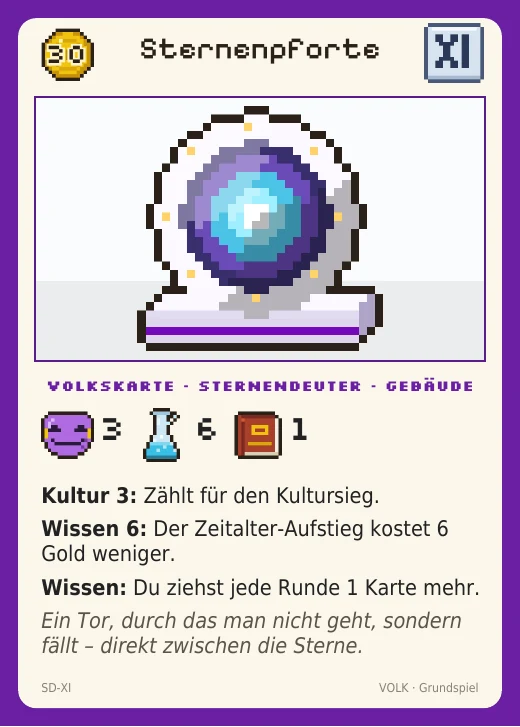 30
Sternenpforte
XI
VOLKSKARTE · STERNENDEUTER · GEBÄUDE
3 6 1
Kultur 3: Zählt für den Kultursieg.
Wissen 6: Der Zeitalter-Aufstieg kostet 6
Gold weniger.
Wissen: Du ziehst jede Runde 1 Karte mehr.
Ein Tor, durch das man nicht geht, sondern
fällt – direkt zwischen die Sterne.
SD-XI
VOLK · Grundspiel